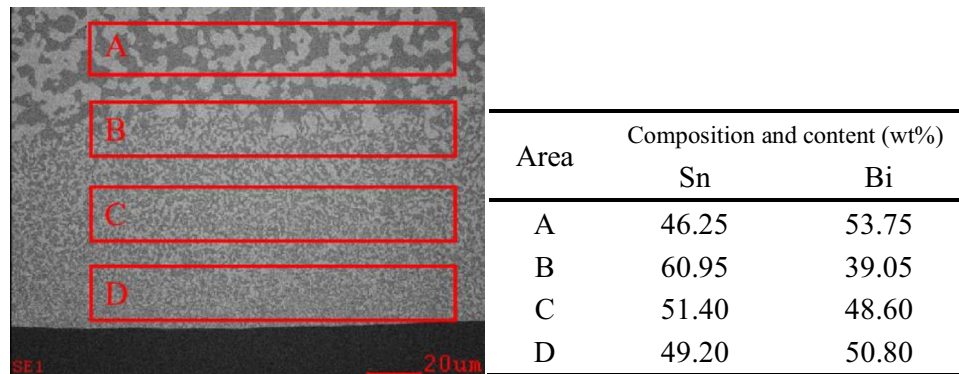 A
B
C
D
SE1
20um
Area
Composition and content (wt%)
Sn Bi
A 46.25 53.75
B 60.95 39.05
C 51.40 48.60
D 49.20 50.80